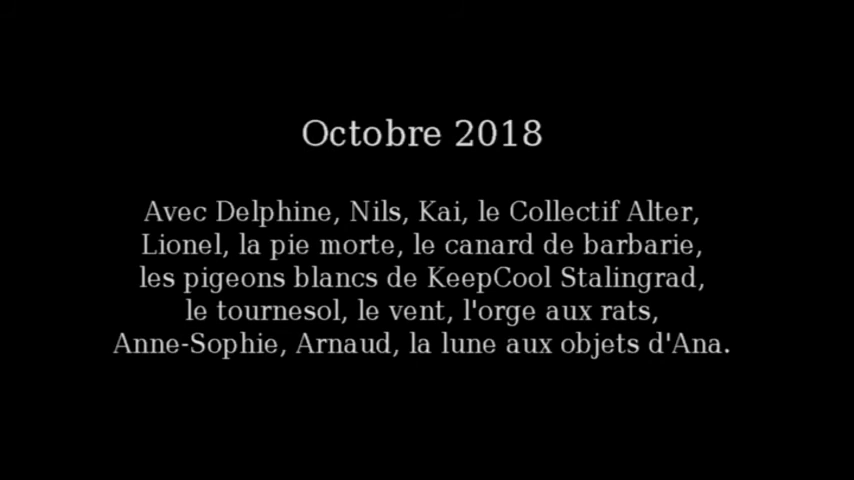 Octobre 2018
Avec Delphine, Nils, Kai, le Collectif Alter,
Lionel, la pie morte, le canard de barbarie,
les pigeons blancs de KeepCool Stalingrad,
le tournesol, le vent, l'orge aux rats,
Anne-Sophie, Arnaud, la lune aux objets d'Ana.